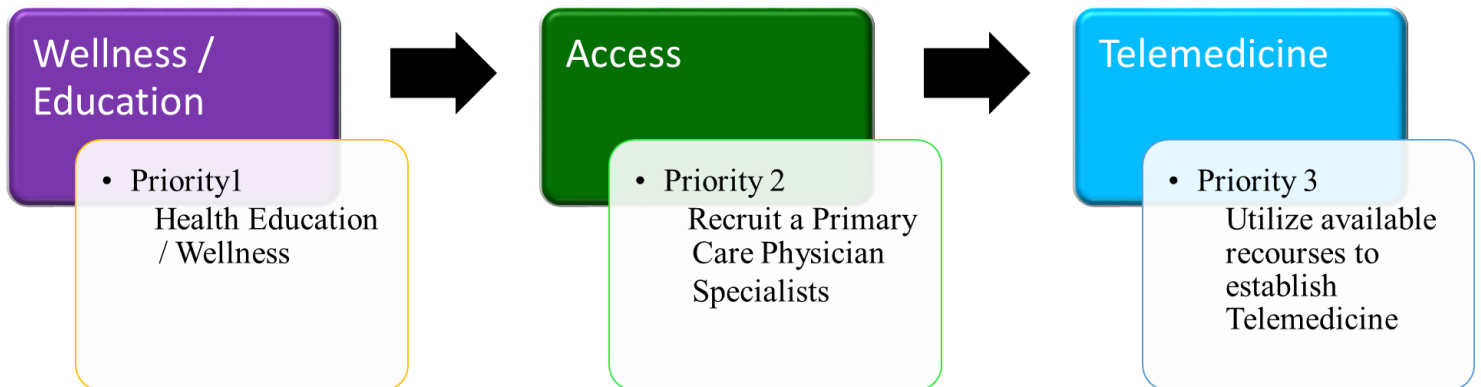 Wellness /
Education
• Priority1
Health Education
/ Wellness
Access
• Priority 2
Recruit a Primary
Care Physician
Specialists
Telemedicine
• Priority 3
Utilize available
recourses to
establish
Telemedicine